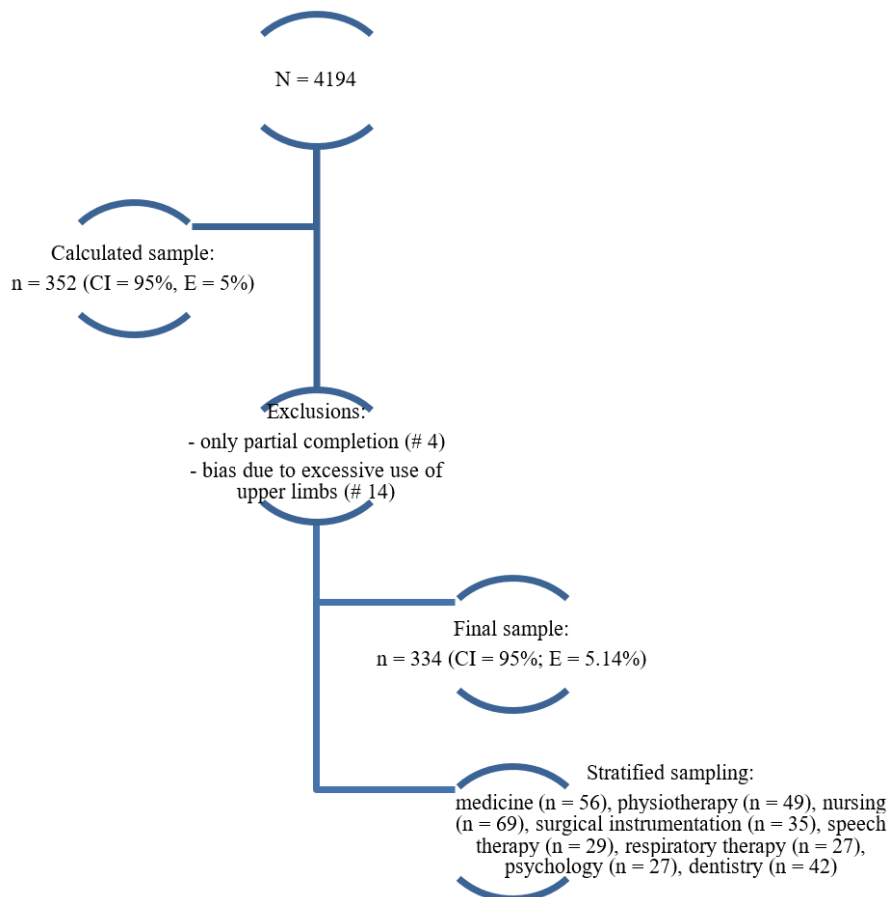 N = 4194
Calculated sample:
n = 352 (CI = 95%, E = 5%)
Exclusions:
- only partial completion (# 4)
- bias due to excessive use of
upper limbs (# 14)
Final sample:
n = 334 (CI = 95%; E = 5.14%)
Stratified sampling:
medicine (n = 56), physiotherapy (n = 49), nursing
(n = 69), surgical instrumentation (n = 35), speech
therapy (n = 29), respiratory therapy (n = 27),
psychology (n = 27), dentistry (n = 42)